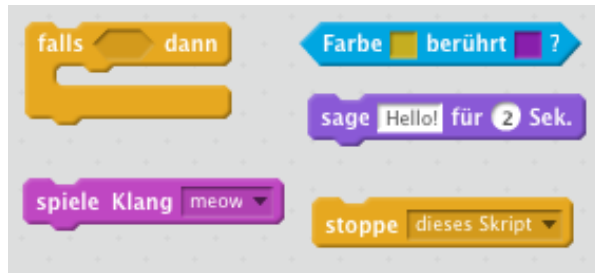 falls dann
Farbe berührt ?
sage Hello! für 2 Sek.
spiele Klang meow
stoppe dieses Skript